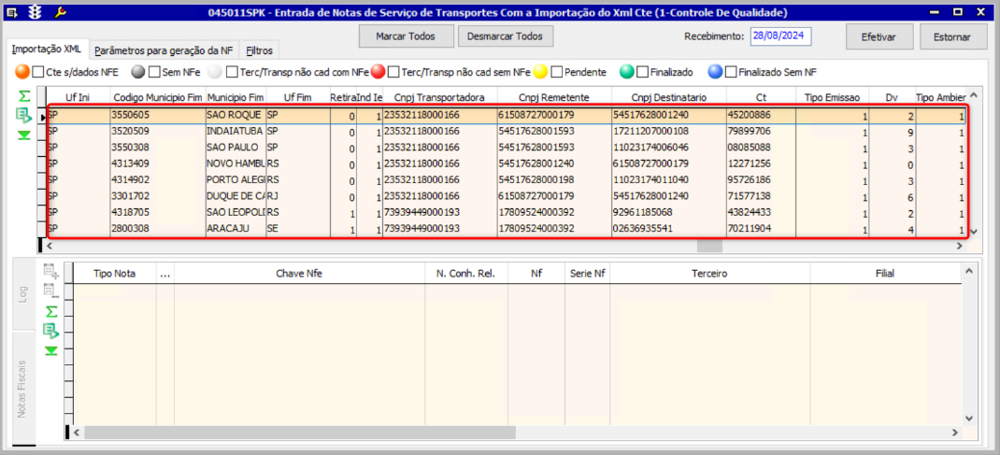 045011SPK - Entrada de Notas de Serviço de Transportes Com a Importação do Xml Cte (1-Controle De Qualidade)
Marcar Todos Desmarcar Todos Recebimento: 28/08/2024 Efetivar Estornar
Importação XML Parâmetros para geração da NF Filtros
Cte s/dados NFE Sem NFe Terc/Transp não cad com NFe Terc/Transp não cad sem NFe Pendente Finalizado Finalizado Sem NF
Uf Ini Codigo Municipio Fim Municipio Fim Uf Fim Retira Ind Ie Cnpj Transportadora Cnpj Remetente Cnpj Destinatario Ct Tipo Emissao Dv Tipo Ambier
SP 3550605 SAO ROQUE SP 0 1 23532118000166 61508727000179 54517628001240 45200886 1 2 1
SP 3520509 INDAIATUBA SP 0 1 23532118000166 54517628001593 17211207000108 79899706 1 9 1
SP 3550308 SAO PAULO SP 0 1 23532118000166 54517628001593 11023174006046 08085088 1 3 1
SP 4313409 NOVO HAMBU RS 0 1 23532118000166 54517628001240 61508727000179 12271256 1 0 1
SP 4314902 PORTO ALEG RS 0 1 23532118000166 54517628000198 11023174011040 95726186 1 3 1
SP 3301702 DUQUE DE CA RJ 0 1 23532118000166 61508727000179 54517628001240 71577138 1 6 1
SP 4318705 SAO LEOPOL RS 1 1 73939449000193 17809524000392 92961185068 43824433 1 2 1
SP 2800308 ARACAJU SE 1 1 73939449000193 17809524000392 02636935541 70211904 1 4 1
Log
Tipo Nota ... Chave Nfe N. Conh. Rel. Nf Serie Nf Terceiro Filial
Notas Fiscais